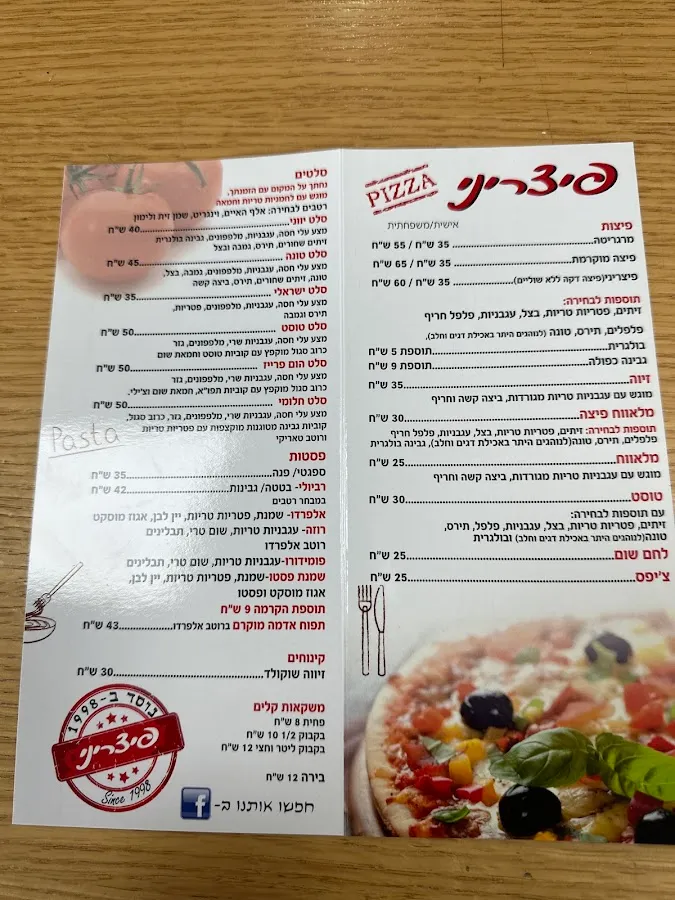 פיצריני
PIZZA
פיצות
אישית/משפחתית
מרגריטה 35 ש"ח / 55 ש"ח
פיצה מוקרמת 35 ש"ח / 65 ש"ח
פיצריני(פיצה דקה ללא שוליים) 35 ש"ח / 60 ש"ח
תוספות לבחירה:
זיתים, פטריות טריות, בצל, עגבניות, פלפל חריף
פלפלים, תירס, טונה (לנוהגים היתר באכילת דגים וחלב),
בולגרית תוספת 5 ש"ח
גבינה כפולה תוספת 9 ש"ח
זיוה 35 ש"ח
מוגש עם עגבניות טריות מגורדות, ביצה קשה וחריף
מלאווח פיצה 30 ש"ח
תוספות לבחירה: זיתים, פטריות טריות, בצל, עגבניות, פלפל חריף
פלפלים, תירס, טונה(לנוהגים היתר באכילת דגים וחלב), גבינה בולגרית
מלאווח 25 ש"ח
מוגש עם עגבניות טריות מגורדות, ביצה קשה וחריף
טוסט 30 ש"ח
עם תוספות לבחירה:
זיתים, פטריות טריות, בצל, עגבניות, פלפל, תירס,
טונה(לנוהגים היתר באכילת דגים וחלב) ובולגרית
לחם שום 25 ש"ח
צ'יפס 25 ש"ח
סלטים
נחתך על המקום עם הזמנתך.
מוגש עם לחמניות טריות וחמאה
רטבים לבחירה: אלף האיים, וינגריט, שמן זית ולימון
סלט יווני 40 ש"ח
מצע עלי חסה, עגבניות, מלפפונים, גבינה בולגרית
זיתים שחורים, תירס, גמבה ובצל
סלט טונה 45 ש"ח
מצע עלי חסה, עגבניות, מלפפונים, גמבה, בצל,
טונה, זיתים שחורים, תירס, ביצה קשה
סלט ישראלי 35 ש"ח
מצע עלי חסה, עגבניות, מלפפונים, פטריות,
תירס וגמבה
סלט טוסט 50 ש"ח
מצע עלי חסה, עגבניות שרי, מלפפונים, גזר
כרוב סגול מוקפץ עם קוביות טוסט וחמאת שום
סלט הום פרייז 50 ש"ח
מצע עלי חסה, עגבניות שרי, מלפפונים, גזר
כרוב סגול מוקפץ עם קוביות תפו"א, חמאת שום וצ'ילי.
סלט חלומי 50 ש"ח
מצע עלי חסה, עגבניות שרי, מלפפונים, גזר, כרוב סגול,
קוביות גבינה מטוגנות מוקפצות עם פטריות טריות
ורוטב טאריקי
Pasta
פסטות
ספגטי/ פנה 35 ש"ח
רביולי- בטטה/ גבינות 42 ש"ח
במבחר רטבים
אלפרדו- שמנת, פטריות טריות, יין לבן, אגוז מוסקט
רוזה- עגבניות טריות, שום טרי, תבלינים
רוטב אלפרדו
פומידורו-עגבניות טריות, שום טרי, תבלינים
שמנת פסטו-שמנת, פטריות טריות, יין לבן,
אגוז מוסקט ופסטו
תוספת הקרמה 9 ש"ח
תפוח אדמה מוקרם ברוטב אלפרדו 43 ש"ח
קינוחים
זיווה שוקולד 30 ש"ח
משקאות קלים
פחית 8 ש"ח
בקבוק 1/2 10 ש"ח
בקבוק ליטר וחצי 12 ש"ח
בירה 12 ש"ח
חפשו אותנו ב- f
נוסד ב-1998
פיצריני
Since 1998